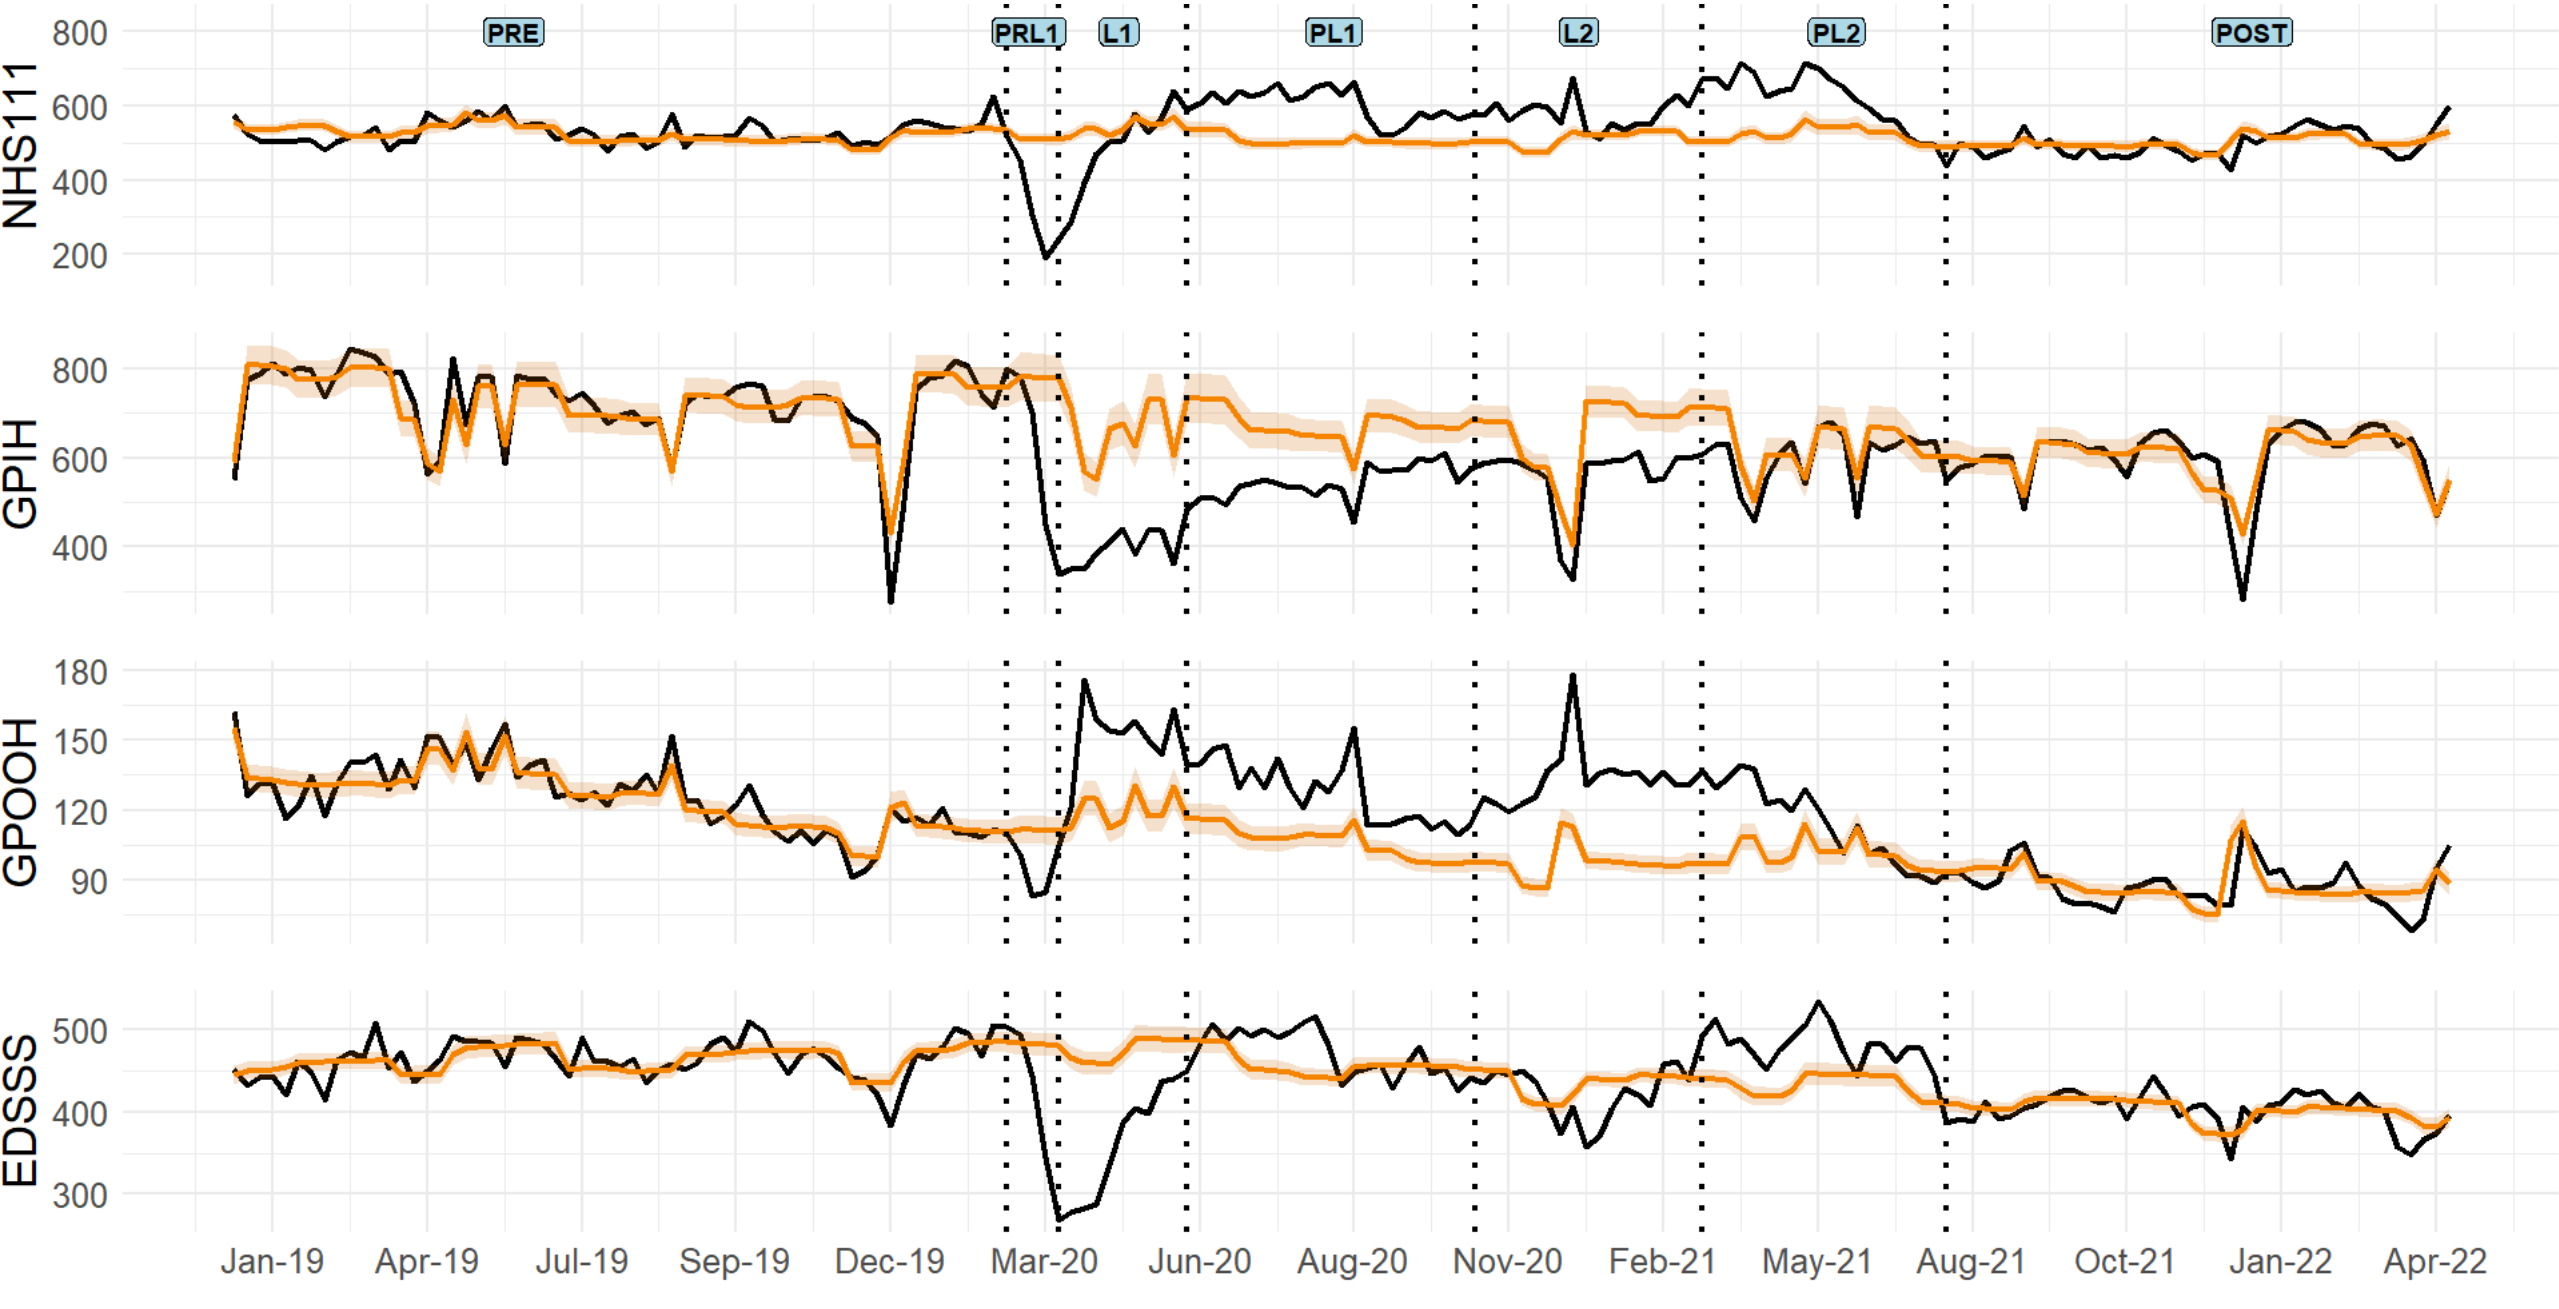 PRE PRL1 L1 PL1 L2 PL2 POST
NHS111
800
600
400
200
GPIH
800
600
400
GPOOH
180
150
120
90
EDSSS
500
400
300
Jan-19 Apr-19 Jul-19 Sep-19 Dec-19 Mar-20 Jun-20 Aug-20 Nov-20 Feb-21 May-21 Aug-21 Oct-21 Jan-22 Apr-22